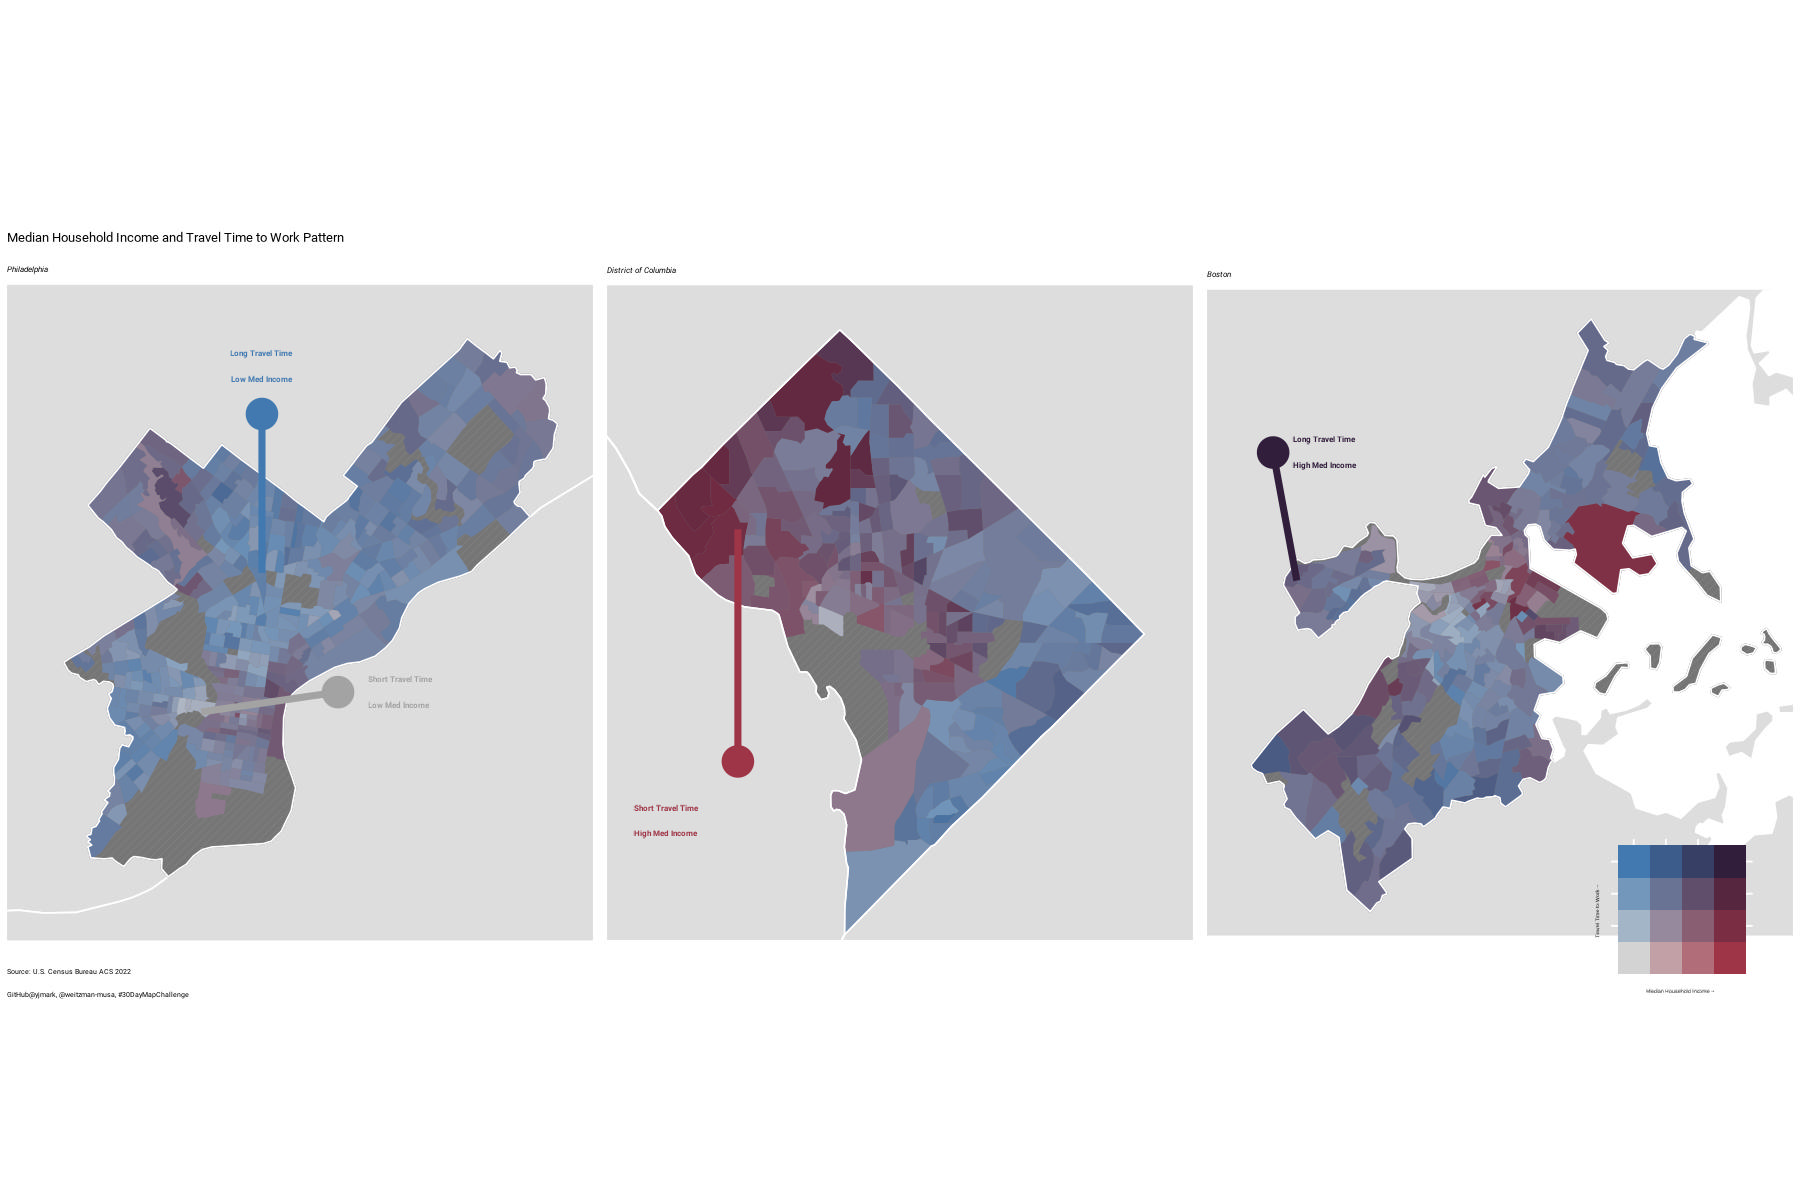 Median Household Income and Travel Time to Work Pattern
Philadelphia
District of Columbia
Boston
Long Travel Time
Low Med Income
Short Travel Time
Low Med Income
Short Travel Time
High Med Income
Long Travel Time
High Med Income
Travel Time to Work→
Median Household Income→
Source: U.S. Census Bureau ACS 2022
GitHub@yjmark, @weitzman-musa, #30DayMapChallenge